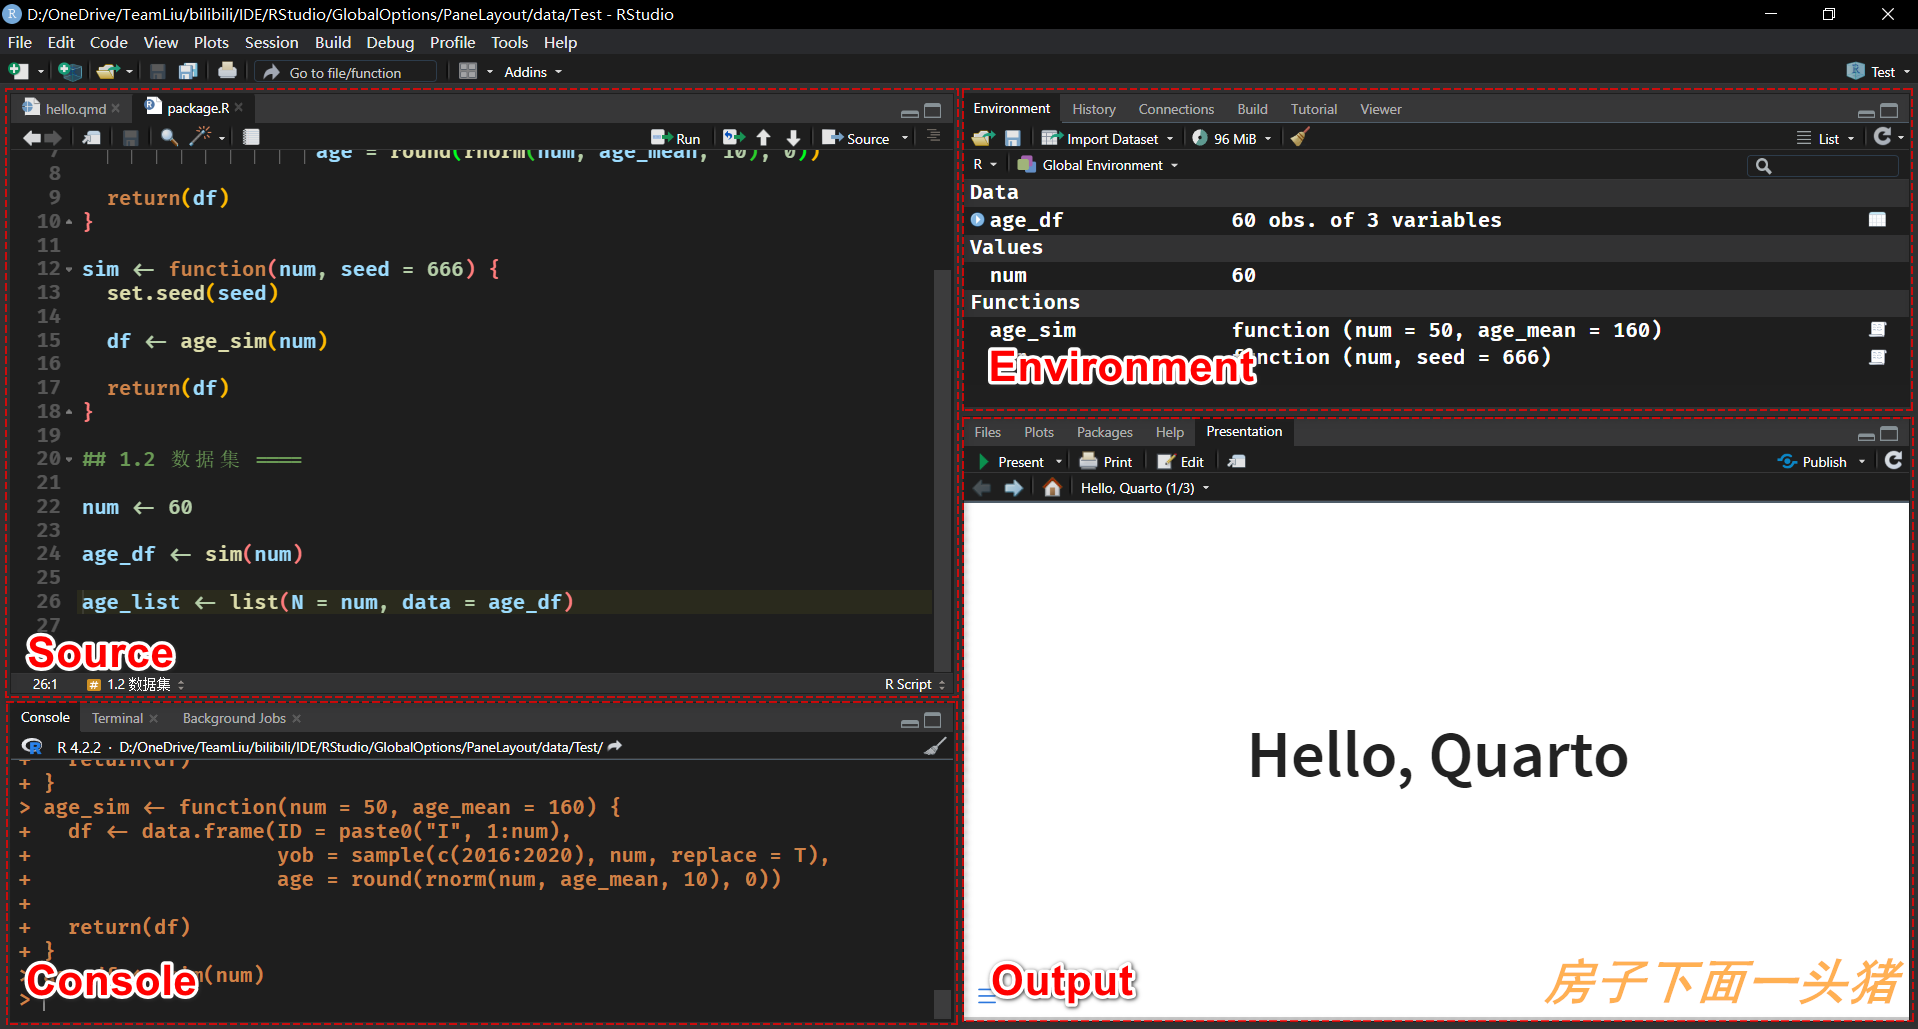 D:/OneDrive/TeamLiu/bilibili/IDE/RStudio/GlobalOptions/PaneLayout/data/Test - RStudio
File Edit Code View Plots Session Build Debug Profile Tools Help
Go to file/function Addins Test
hello.qmd package.R
Run Source
7 age = round(rnorm(num, age_mean, 10), 0))
8
9 return(df)
10 }
11
12 sim <- function(num, seed = 666) {
13 set.seed(seed)
14
15 df <- age_sim(num)
16
17 return(df)
18 }
19
20 ## 1.2 数据集 ====
21
22 num <- 60
23
24 age_df <- sim(num)
25
26 age_list <- list(N = num, data = age_df)
27
Source
26:1 # 1.2 数据集 R Script
Console Terminal Background Jobs
R 4.2.2 · D:/OneDrive/TeamLiu/bilibili/IDE/RStudio/GlobalOptions/PaneLayout/data/Test/
+ return(df)
+ }
> age_sim <- function(num = 50, age_mean = 160) {
+ df <- data.frame(ID = paste0("I", 1:num),
+ yob = sample(c(2016:2020), num, replace = T),
+ age = round(rnorm(num, age_mean, 10), 0))
+
+ return(df)
+ }
(num)
>
Console
Environment History Connections Build Tutorial Viewer
Import Dataset 96 MiB List
R Global Environment
Data
age_df 60 obs. of 3 variables
Values
num 60
Functions
age_sim function (num = 50, age_mean = 160)
function (num, seed = 666)
Environment
Files Plots Packages Help Presentation
Present Print Edit Publish
Hello, Quarto (1/3)
Hello, Quarto
Output
房子下面一头猪